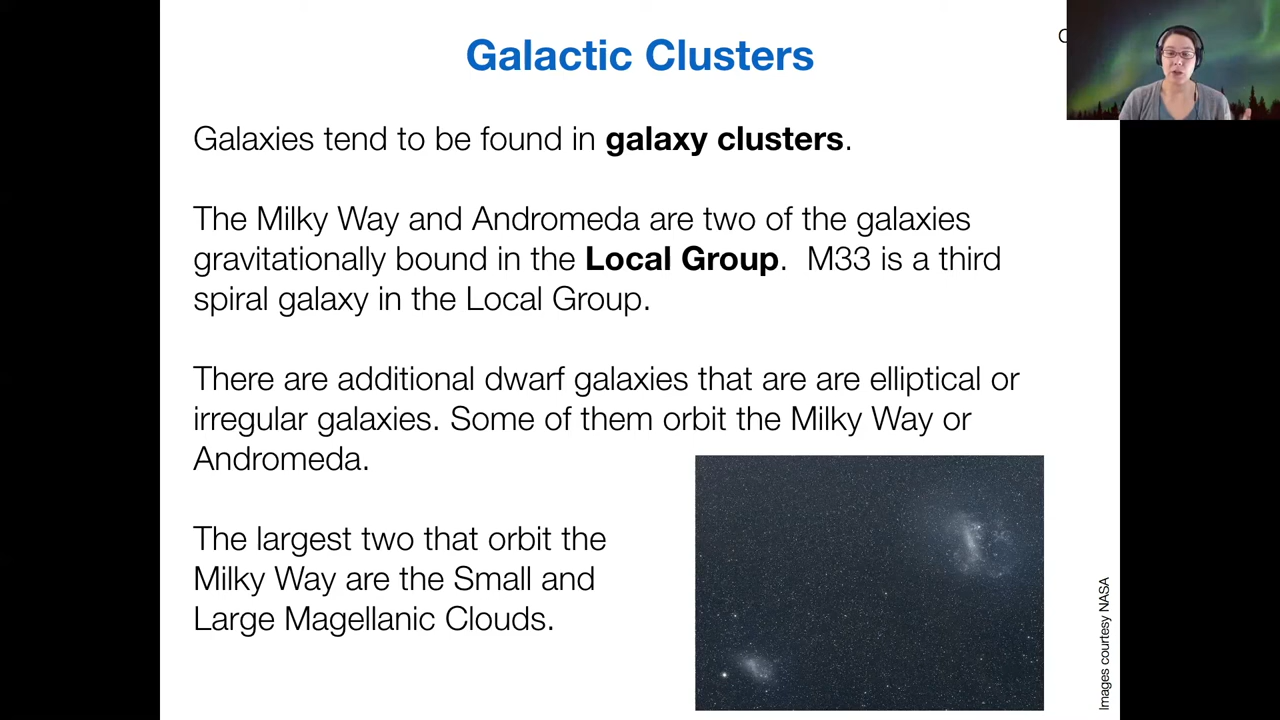 Galactic Clusters
Galaxies tend to be found in galaxy clusters.
The Milky Way and Andromeda are two of the galaxies
gravitationally bound in the Local Group.  M33 is a third
spiral galaxy in the Local Group.
There are additional dwarf galaxies that are are elliptical or
irregular galaxies. Some of them orbit the Milky Way or
Andromeda.
The largest two that orbit the
Milky Way are the Small and
Large Magellanic Clouds.
Images courtesy NASA